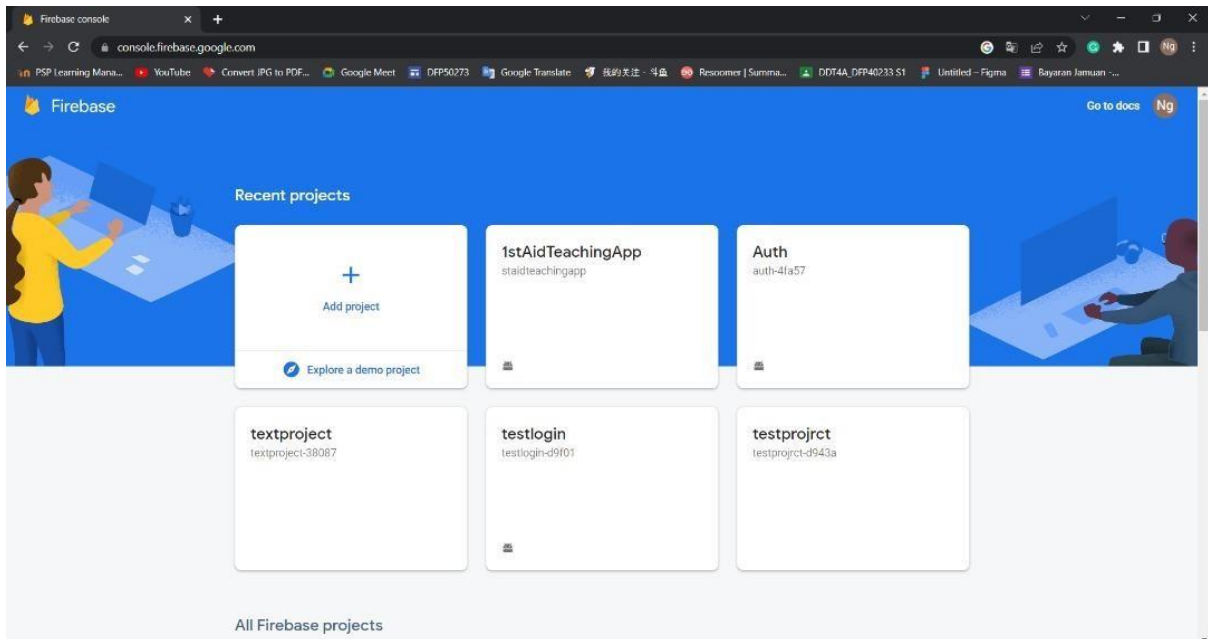 Firebase console
console.firebase.google.com
Ng
PSP Learning Mana... YouTube Convert JPG to PDF... Google Meet DFP50273 Google Translate 我的关注 - 斗鱼 Resoomer | Summa... DDT4A_DFP40233 S1 Untitled – Figma Bayaran Jamuan -...
Firebase
Go to docs Ng
Recent projects
Add project
Explore a demo project
1stAidTeachingApp
staidteachingapp
Auth
auth-4fa57
textproject
textproject-38087
testlogin
testlogin-d9f01
testprojrct
testprojrct-d943a
All Firebase projects